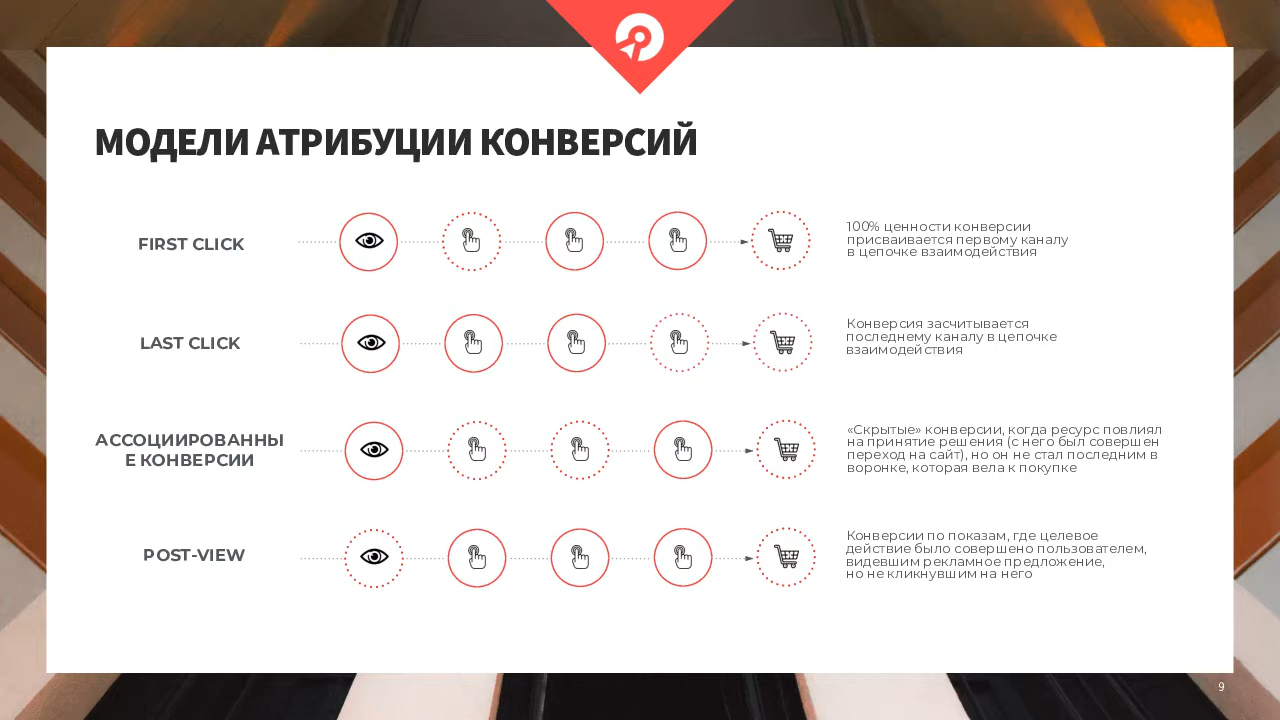 МОДЕЛИ АТРИБУЦИИ КОНВЕРСИЙ
FIRST CLICK
100% ценности конверсии
присваивается первому каналу
в цепочке взаимодействия
LAST CLICK
Конверсия засчитывается
последнему каналу в цепочке
взаимодействия
АССОЦИИРОВАННЫ
Е КОНВЕРСИИ
«Скрытые» конверсии, когда ресурс повлиял
на принятие решения (с него был совершен
переход на сайт), но он не стал последним в
воронке, которая вела к покупке
POST-VIEW
Конверсии по показам, где целевое
действие было совершено пользователем,
видевшим рекламное предложение,
но не кликнувшим на него
9